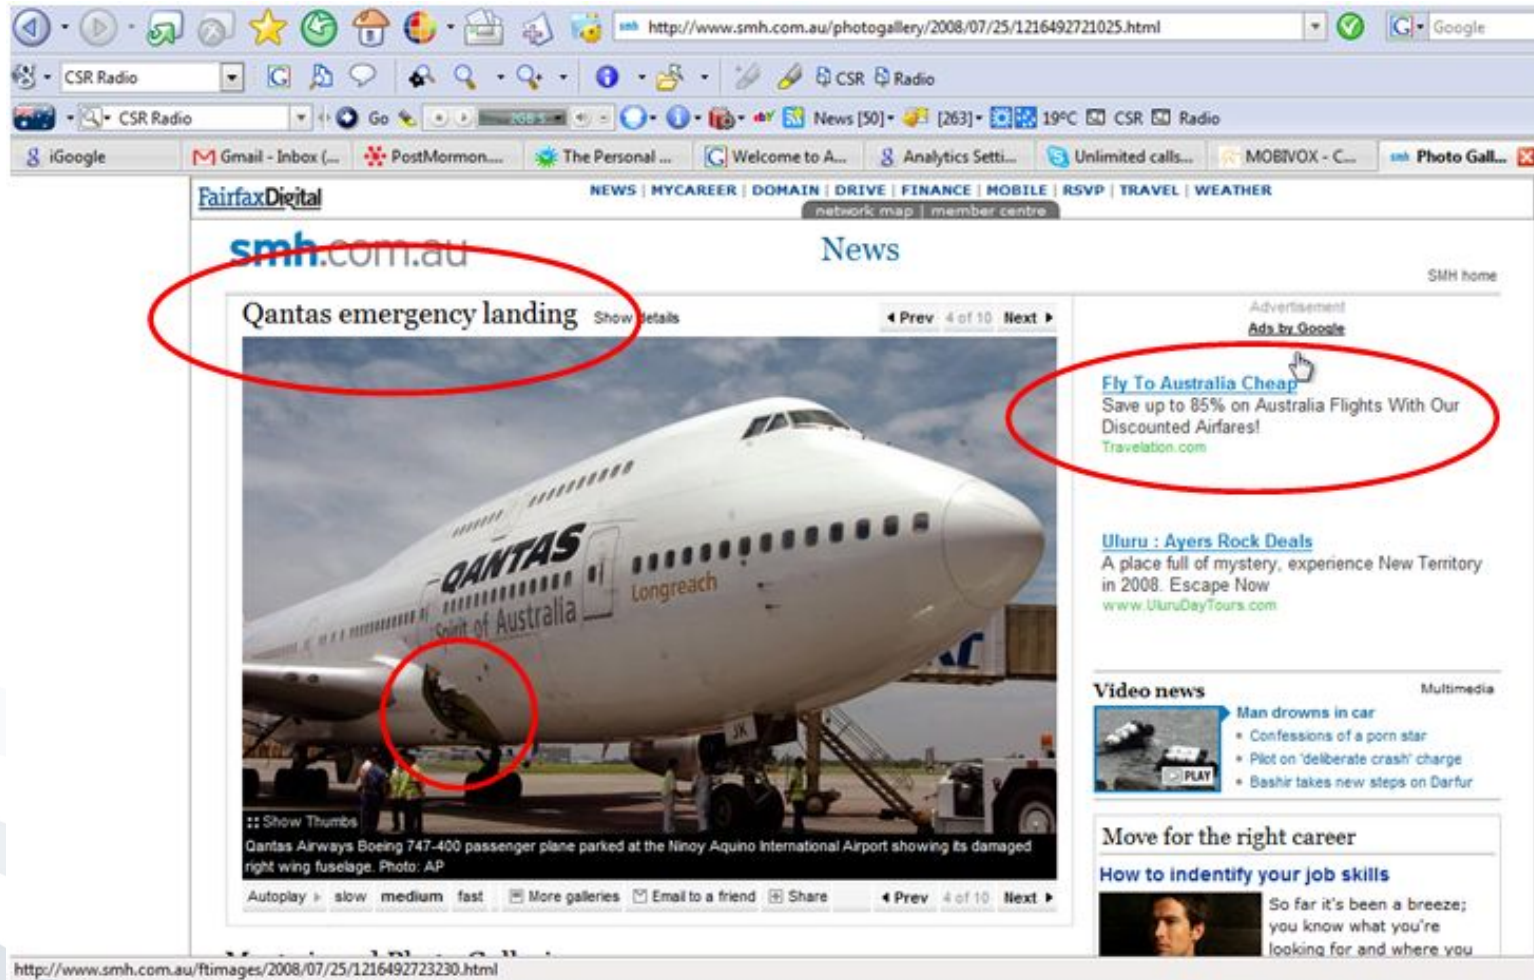 http://www.smh.com.au/photogallery/2008/07/25/1216492721025.html
Google
CSR Radio
CSR Radio
CSR Radio
Go
News [50]
[263]
19°C CSR Radio
iGoogle
Gmail - Inbox (...
PostMormon....
The Personal ...
Welcome to A...
Analytics Setti...
Unlimited calls...
MOBIVOX - C...
Photo Gall...
FairfaxDigital
NEWS | MYCAREER | DOMAIN | DRIVE | FINANCE | MOBILE | RSVP | TRAVEL | WEATHER
network map | member centre
smh.com.au
News
SMH home
Qantas emergency landing Show details
Prev 4 of 10 Next
Advertisement
Ads by Google
Fly To Australia Cheap
Save up to 85% on Australia Flights With Our
Discounted Airfares!
Travelation.com
QANTAS
Spirit of Australia
Longreach
JK
Uluru : Ayers Rock Deals
A place full of mystery, experience New Territory
in 2008. Escape Now
www.UluruDayTours.com
Show Thumbs
Qantas Airways Boeing 747-400 passenger plane parked at the Ninoy Aquino International Airport showing its damaged
right wing fuselage. Photo: AP
Autoplay slow medium fast More galleries Email to a friend Share Prev 4 of 10 Next
Video news
Multimedia
Man drowns in car
Confessions of a porn star
Pilot on 'deliberate crash' charge
Bashir takes new steps on Darfur
PLAY
Move for the right career
How to indentify your job skills
So far it's been a breeze;
you know what you're
looking for and where you
http://www.smh.com.au/ftimages/2008/07/25/1216492723230.html